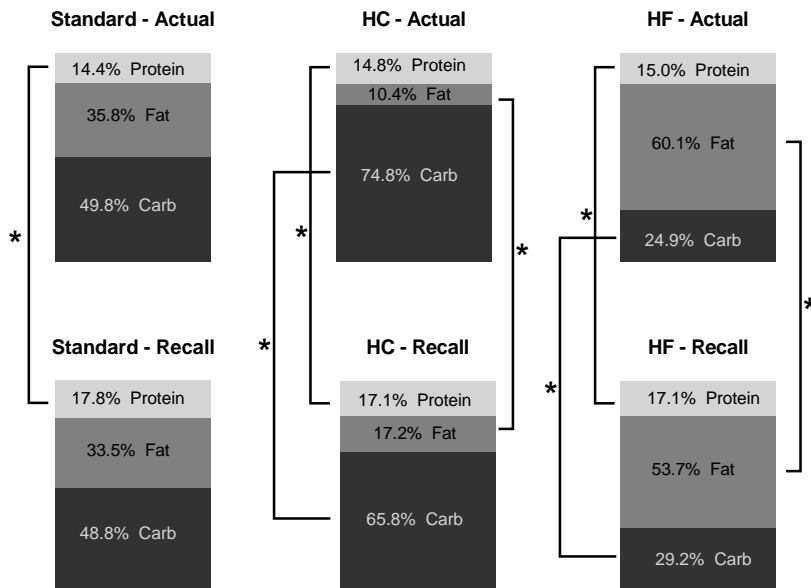 Standard - Actual
14.4% Protein
35.8% Fat
49.8% Carb
*
Standard - Recall
17.8% Protein
33.5% Fat
48.8% Carb
HC - Actual
14.8% Protein
10.4% Fat
74.8% Carb
*
*
*
HC - Recall
17.1% Protein
17.2% Fat
65.8% Carb
HF - Actual
15.0% Protein
60.1% Fat
24.9% Carb
*
*
*
HF - Recall
17.1% Protein
53.7% Fat
29.2% Carb